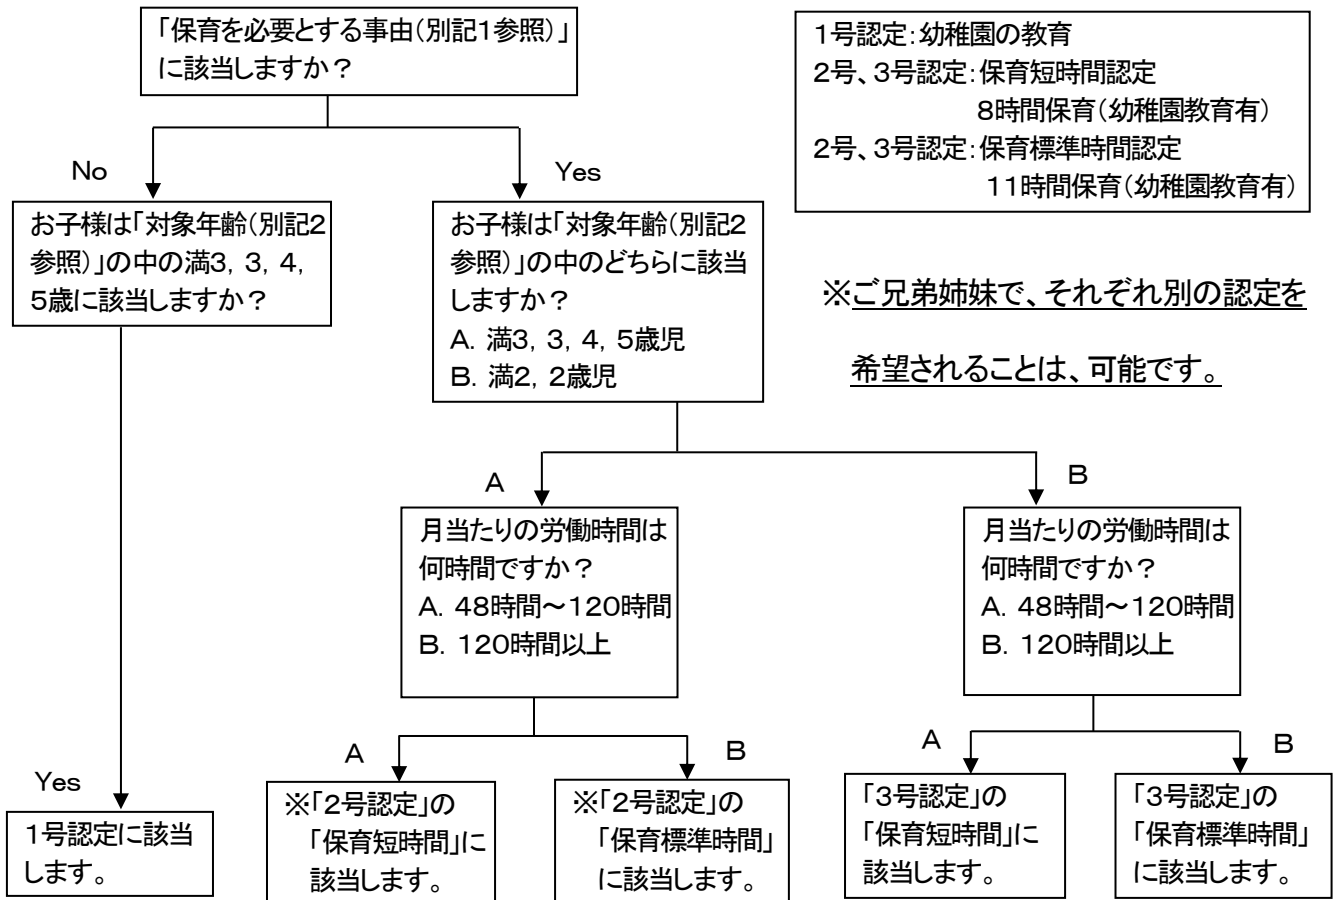 「保育を必要とする事由(別記1参照)」
に該当しますか？
1号認定:幼稚園の教育
2号、3号認定:保育短時間認定
8時間保育(幼稚園教育有)
2号、3号認定:保育標準時間認定
11時間保育(幼稚園教育有)
No
Yes
お子様は「対象年齢(別記2
参照)」の中の満3，3，4，
5歳に該当しますか？
お子様は「対象年齢(別記2
参照)」の中のどちらに該当
しますか？
A．満3，3，4，5歳児
B．満2，2歳児
※ご兄弟姉妹で、それぞれ別の認定を
希望されることは、可能です。
A
B
月当たりの労働時間は
何時間ですか？
A．48時間～120時間
B．120時間以上
月当たりの労働時間は
何時間ですか？
A．48時間～120時間
B．120時間以上
Yes
A
B
A
B
1号認定に該当
します。
※「2号認定」の
「保育短時間」に
該当します。
※「2号認定」の
「保育標準時間」
に該当します。
「3号認定」の
「保育短時間」に
該当します。
「3号認定」の
「保育標準時間」
に該当します。